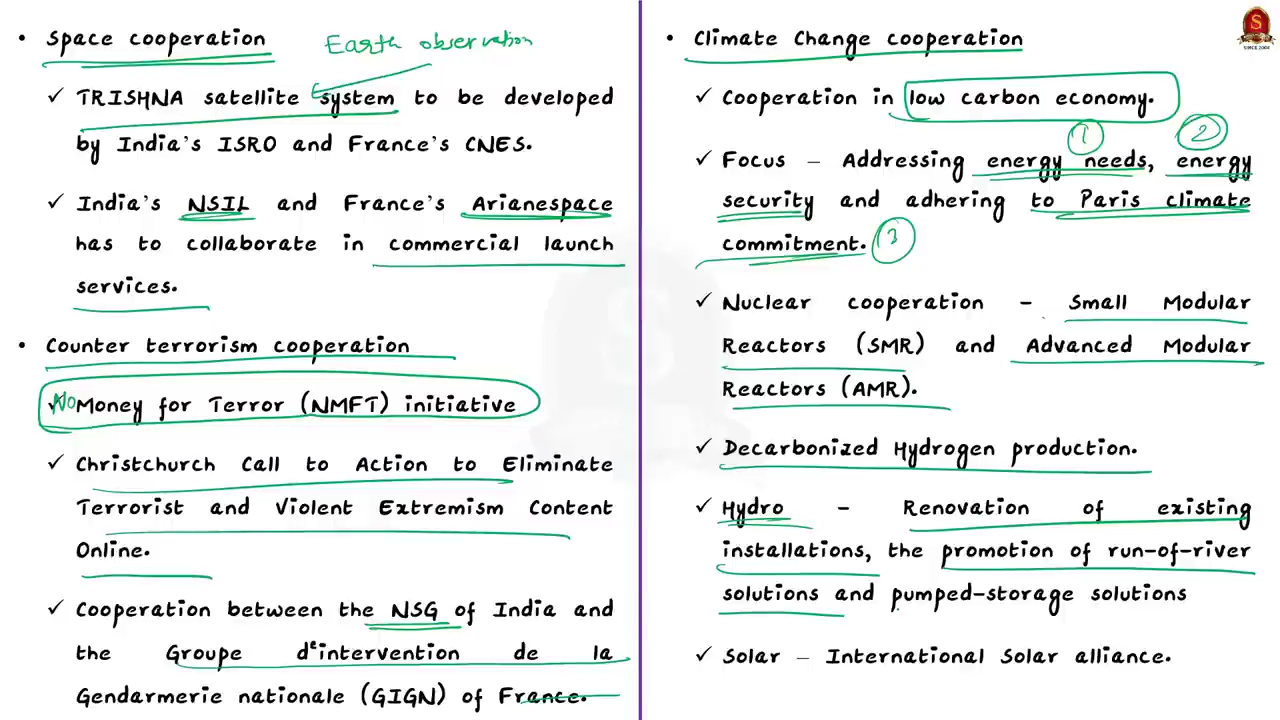 • Space cooperation
Earth observation
✓ TRISHNA satellite system to be developed
by India's ISRO and France's CNES.
✓ India's NSIL and France's Arianespace
has to collaborate in commercial launch
services.
• Counter terrorism cooperation
✓ No Money for Terror (NMFT) initiative
✓ Christchurch Call to Action to Eliminate
Terrorist and Violent Extremism Content
Online.
✓ Cooperation between the NSG of India and
the Groupe d'intervention de la
Gendarmerie nationale (GIGN) of France.
S
SINCE 2004
• Climate Change cooperation
✓ Cooperation in low carbon economy.
1 2
✓ Focus – Addressing energy needs, energy
security and adhering to Paris climate
commitment. 3
✓ Nuclear cooperation – Small Modular
Reactors (SMR) and Advanced Modular
Reactors (AMR).
✓ Decarbonized Hydrogen production.
✓ Hydro – Renovation of existing
installations, the promotion of run-of-river
solutions and pumped-storage solutions
✓ Solar – International Solar alliance.